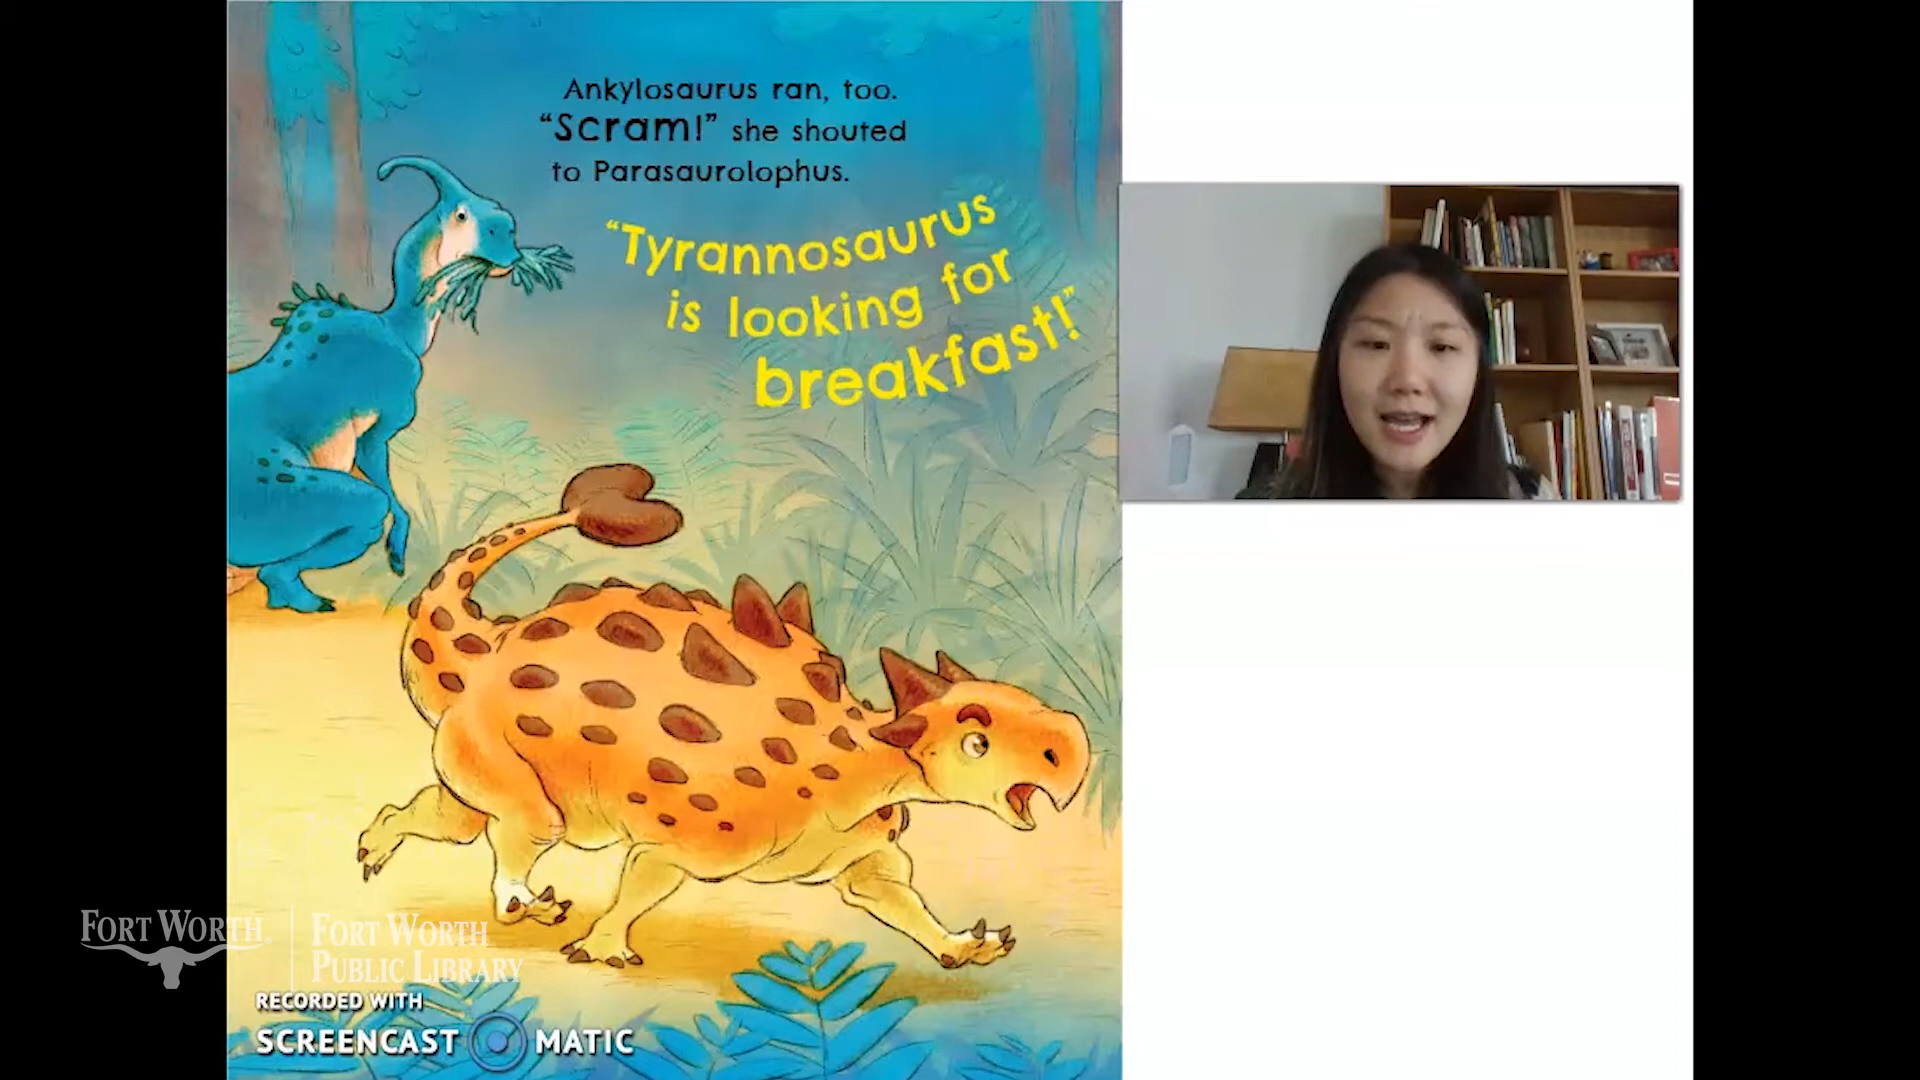 Ankylosaurus ran, too.
“Scram!” she shouted
to Parasaurolophus.
“Tyrannosaurus
is looking for
breakfast!”
FORT WORTH®
FORT WORTH
PUBLIC LIBRARY
RECORDED WITH
SCREENCAST MATIC